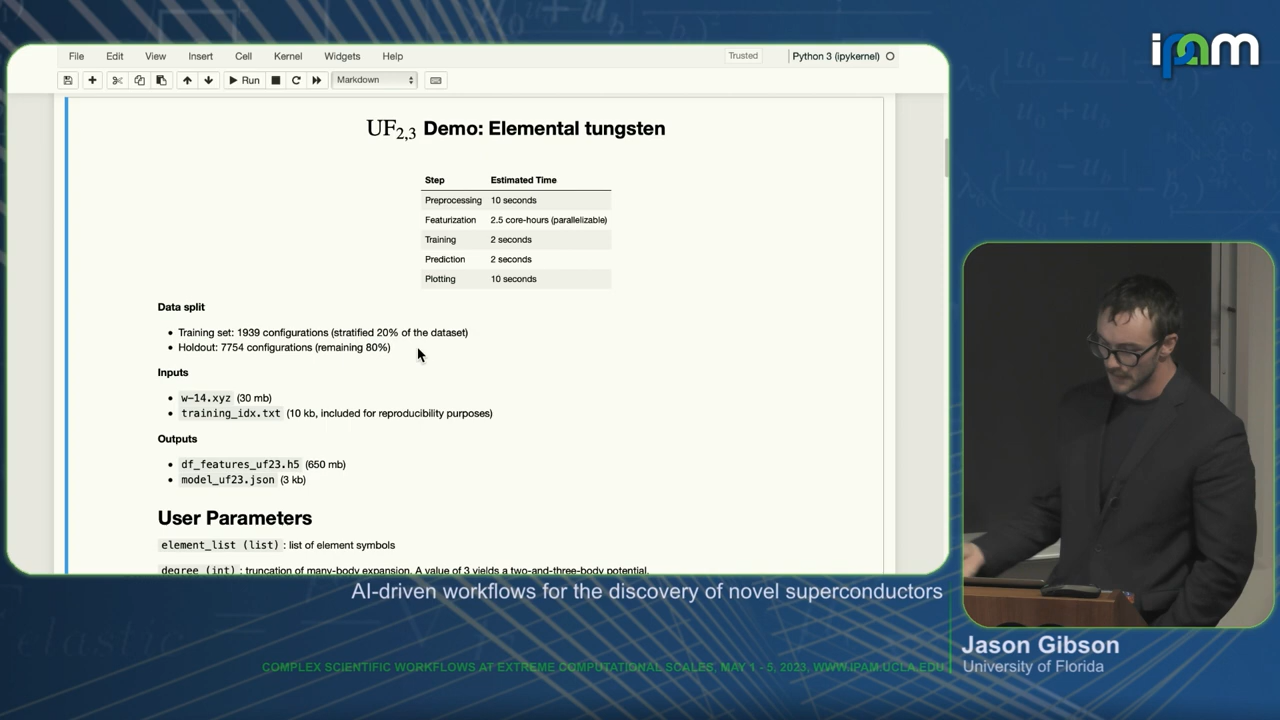 File Edit View Insert Cell Kernel Widgets Help
Trusted Python 3 (ipykernel)
Run Markdown
ipam
UF2,3 Demo: Elemental tungsten
Step Estimated Time
Preprocessing 10 seconds
Featurization 2.5 core-hours (parallelizable)
Training 2 seconds
Prediction 2 seconds
Plotting 10 seconds
Data split
• Training set: 1939 configurations (stratified 20% of the dataset)
• Holdout: 7754 configurations (remaining 80%)
Inputs
• w-14.xyz (30 mb)
• training_idx.txt (10 kb, included for reproducibility purposes)
Outputs
• df_features_uf23.h5 (650 mb)
• model_uf23.json (3 kb)
User Parameters
element_list (list) : list of element symbols
degree (int) : truncation of many-body expansion. A value of 3 yields a two-and-three-body potential.
AI-driven workflows for the discovery of novel superconductors
Jason Gibson
University of Florida
COMPLEX SCIENTIFIC WORKFLOWS AT EXTREME COMPUTATIONAL SCALES, MAY 1 - 5, 2023, WWW.IPAM.UCLA.EDU
elastic